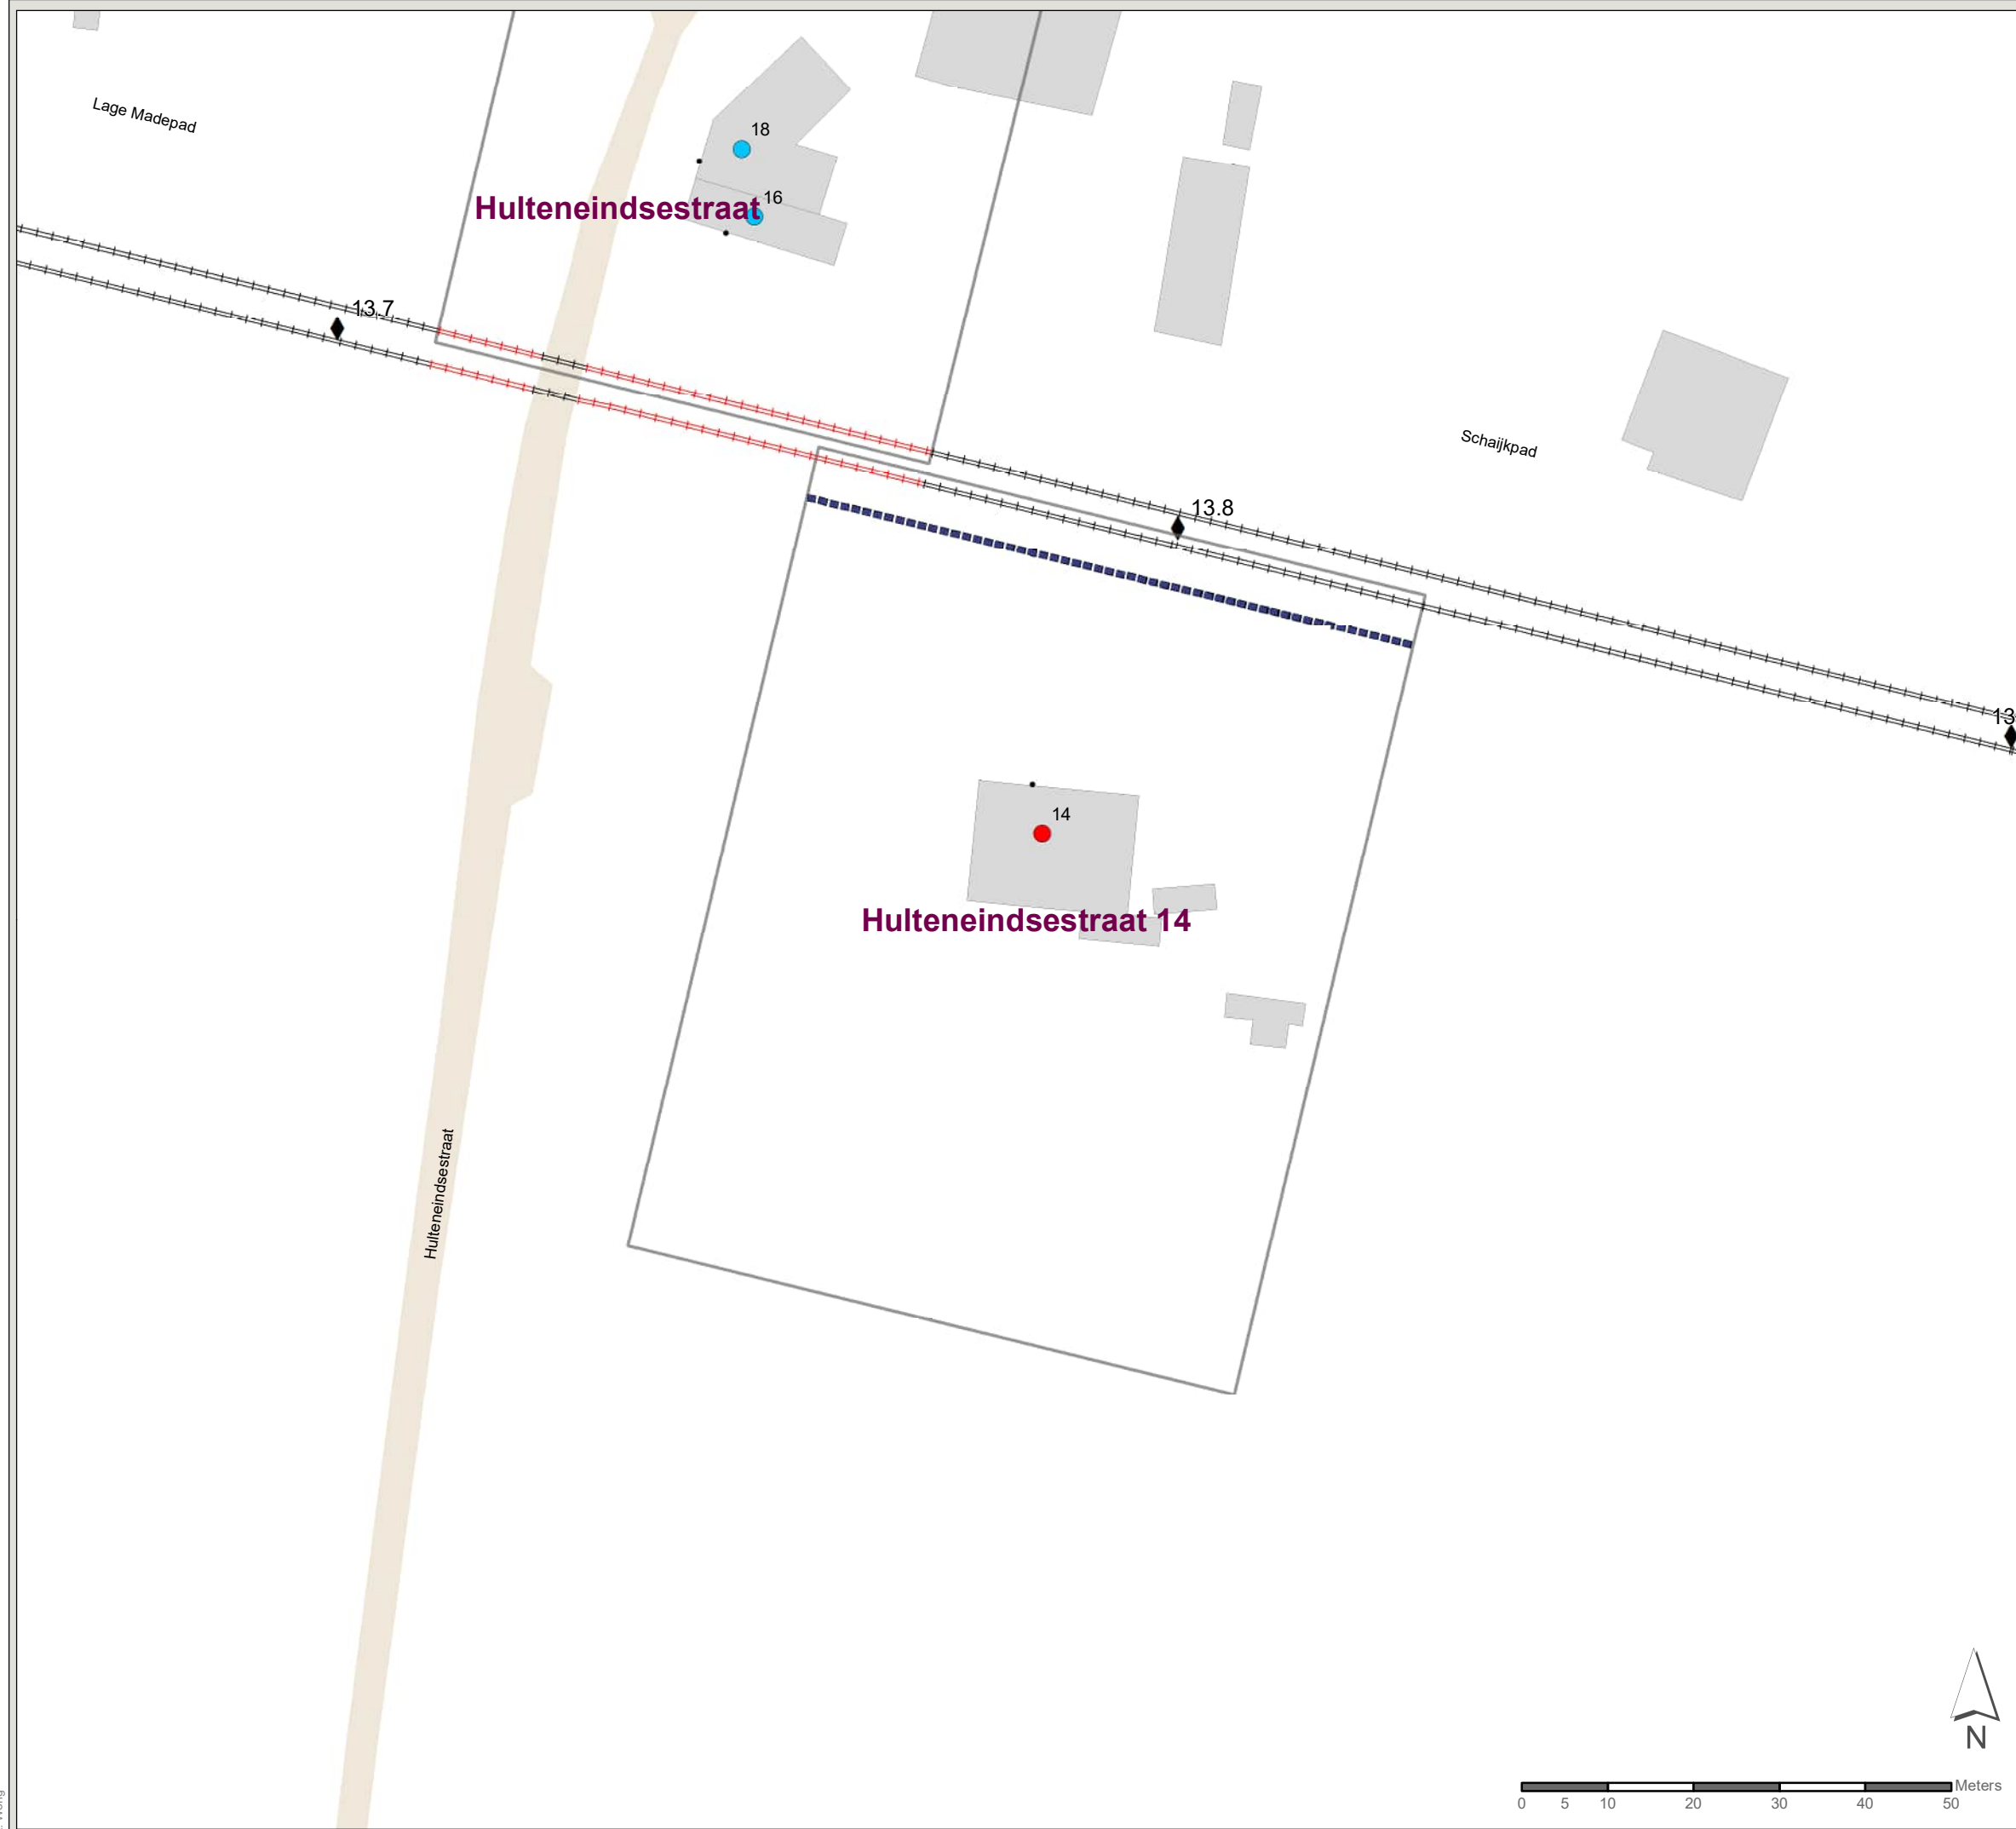 Lage Madepad
18
16
Hulteneindsestraat
13.7
Schaijkpad
13.8
13
14
Hulteneindsestraat 14
Hulteneindsestraat
N
Meters
0 5 10 20 30 40 50